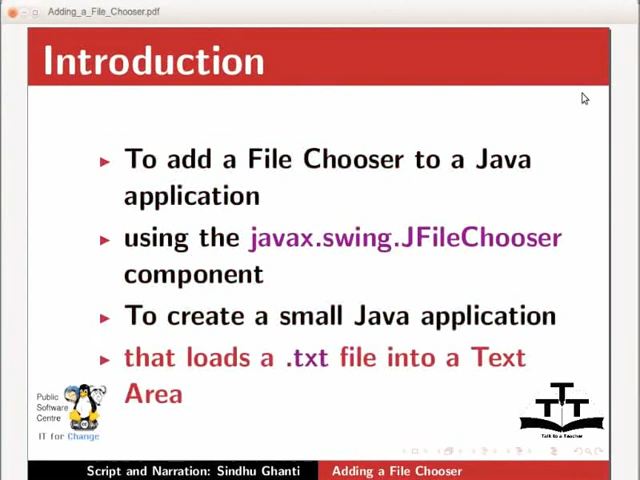 Adding_a_File_Chooser.pdf
Introduction
To add a File Chooser to a Java
application
using the javax.swing.JFileChooser
component
To create a small Java application
that loads a .txt file into a Text
Area
Public
Software
Centre
IT for Change
TTT
Talk to a Teacher
Script and Narration: Sindhu Ghanti
Adding a File Chooser